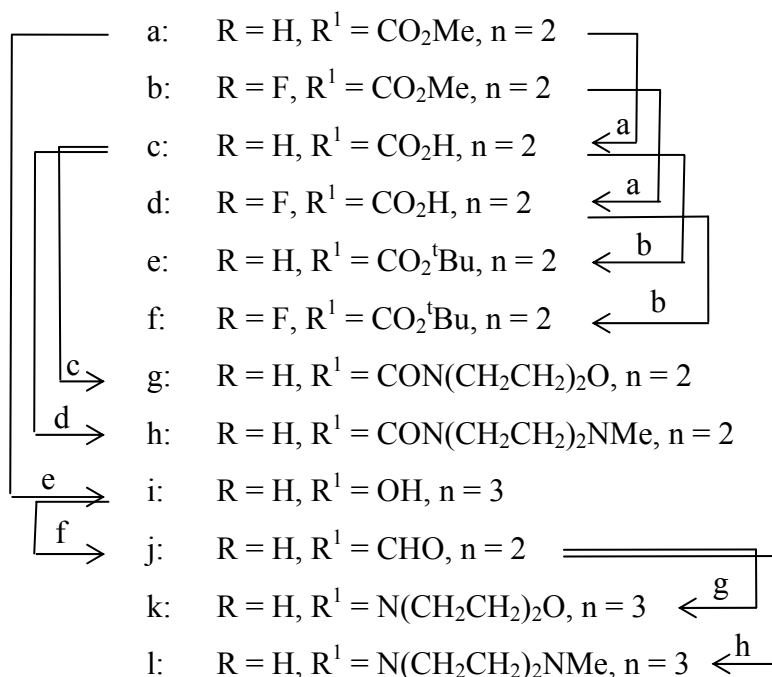 a: R = H, R¹ = CO₂Me, n = 2
b: R = F, R¹ = CO₂Me, n = 2
c: R = H, R¹ = CO₂H, n = 2 a
d: R = F, R¹ = CO₂H, n = 2 a
e: R = H, R¹ = CO₂ᵗBu, n = 2 b
f: R = F, R¹ = CO₂ᵗBu, n = 2 b
c g: R = H, R¹ = CON(CH₂CH₂)₂O, n = 2
d h: R = H, R¹ = CON(CH₂CH₂)₂NMe, n = 2
e i: R = H, R¹ = OH, n = 3
f j: R = H, R¹ = CHO, n = 2
k: R = H, R¹ = N(CH₂CH₂)₂O, n = 3 g
l: R = H, R¹ = N(CH₂CH₂)₂NMe, n = 3 h